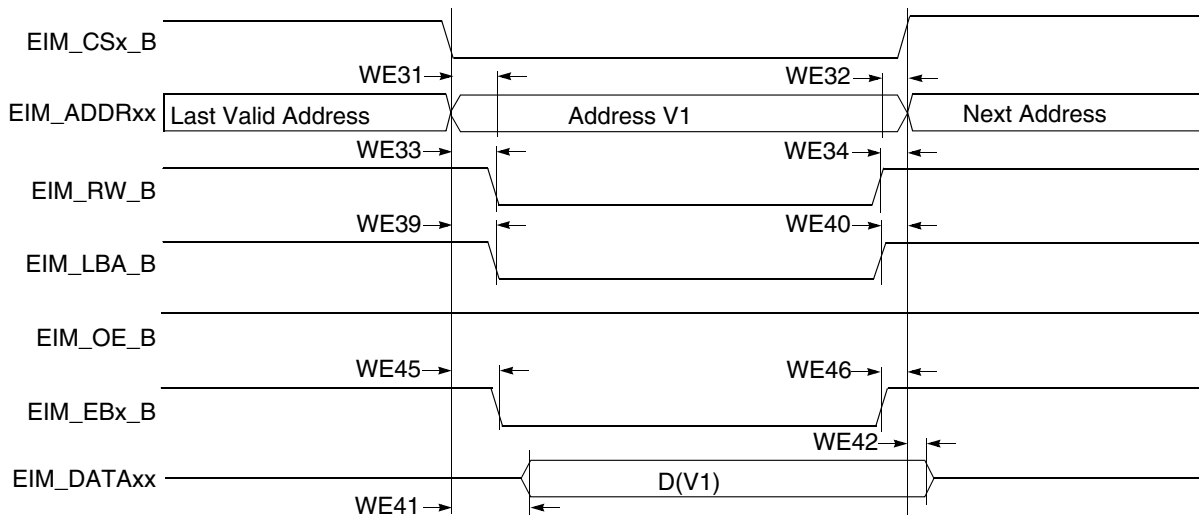 EIM_CSx_B
WE31
WE32
EIM_ADDRxx
Last Valid Address
Address V1
Next Address
WE33
WE34
EIM_RW_B
WE39
WE40
EIM_LBA_B
EIM_OE_B
WE45
WE46
EIM_EBx_B
WE42
EIM_DATAxx
D(V1)
WE41